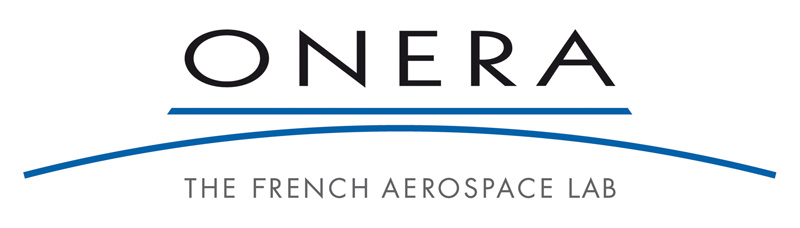 ONERA
THE FRENCH AEROSPACE LAB